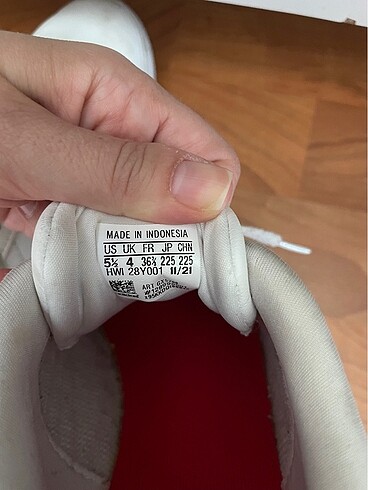 MADE IN INDONESIA
US UK FR JP CHN
5½ 4 36⅔ 225 225
HWI 28Y001 11/21
ART